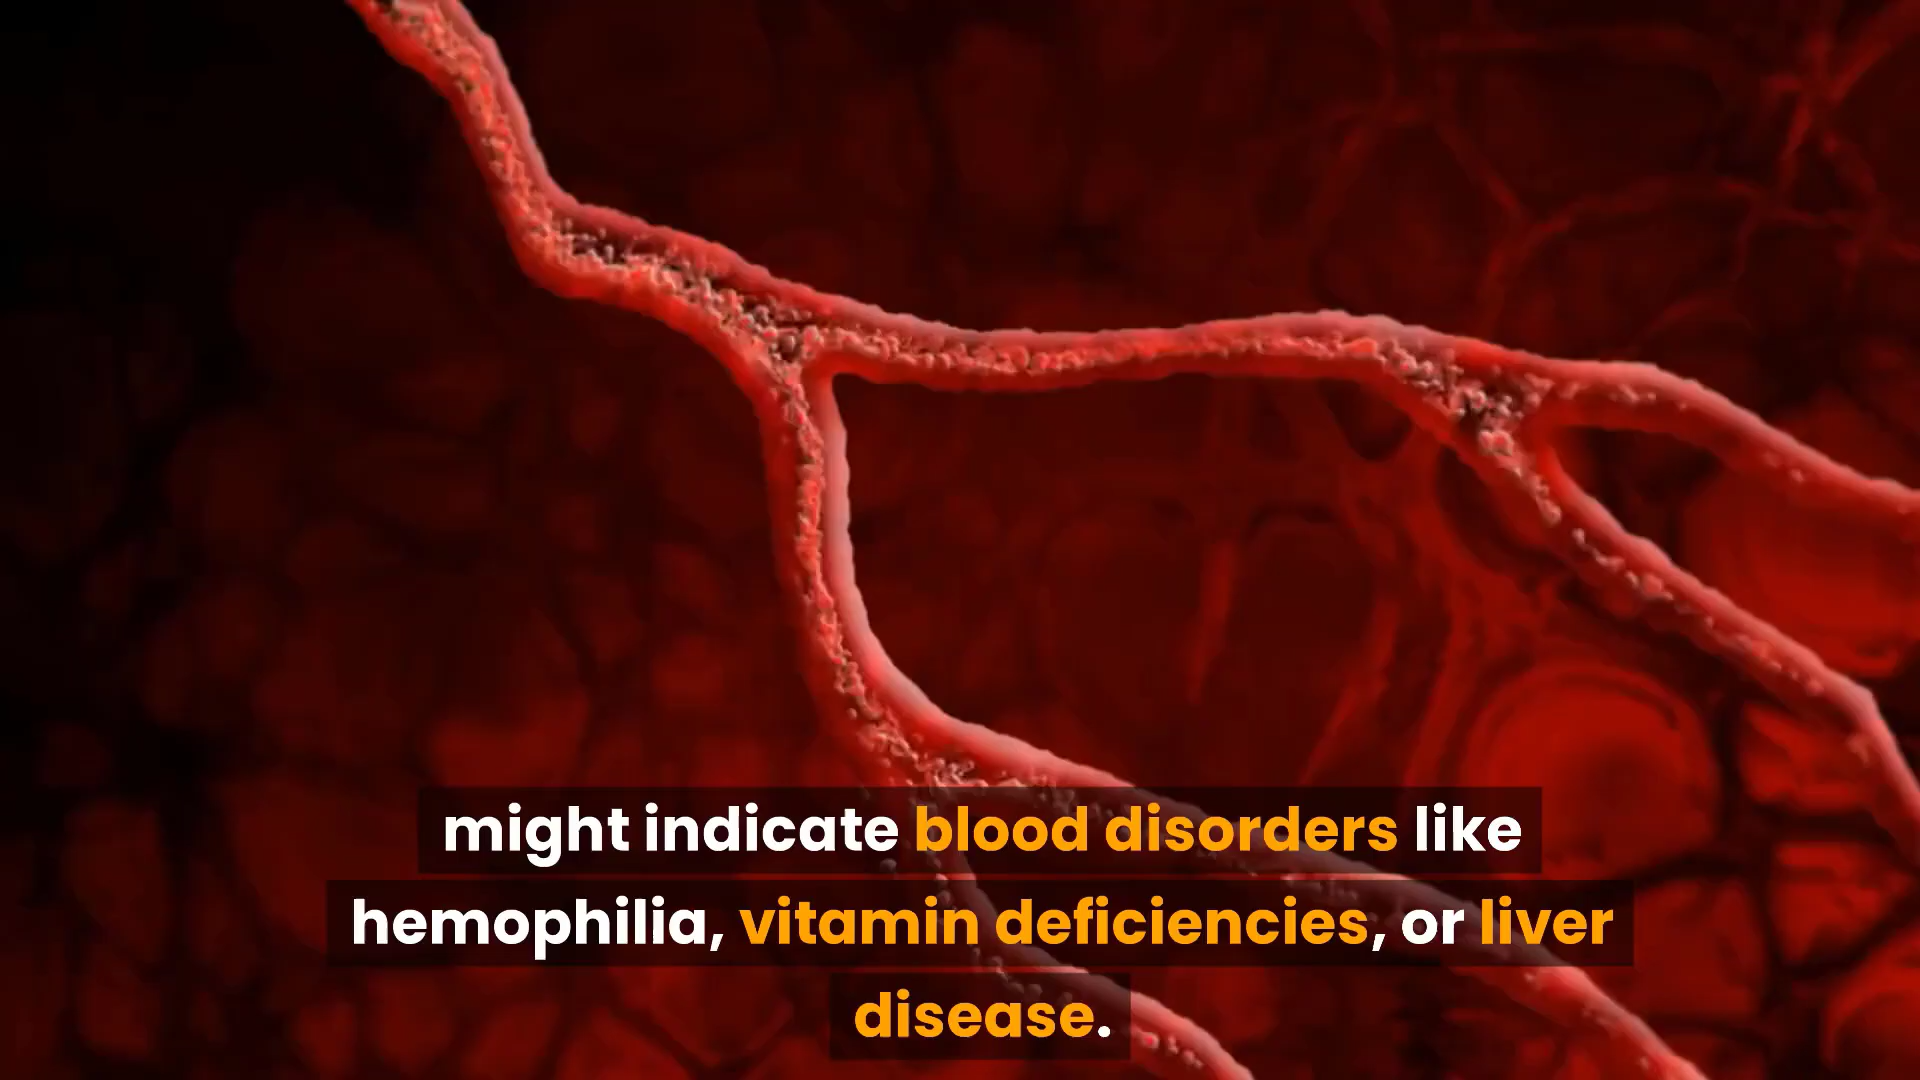 might indicate blood disorders like
hemophilia, vitamin deficiencies, or liver
disease.